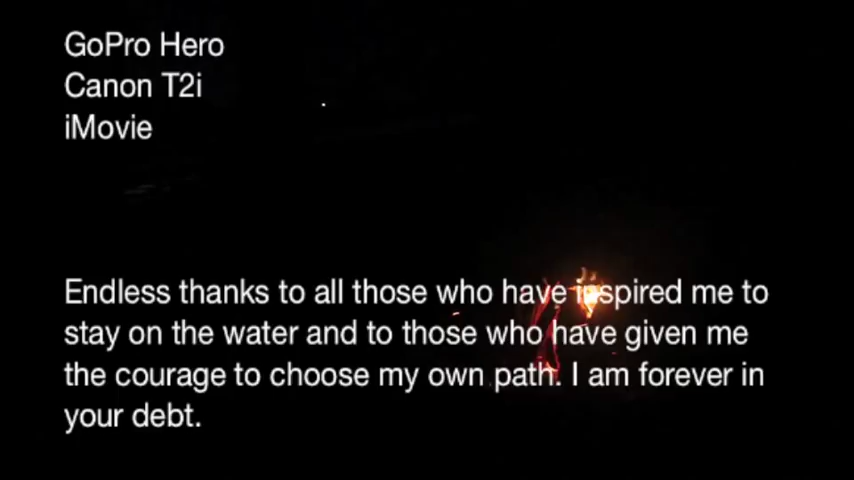 GoPro Hero
Canon T2i
iMovie
Endless thanks to all those who have inspired me to
stay on the water and to those who have given me
the courage to choose my own path. I am forever in
your debt.